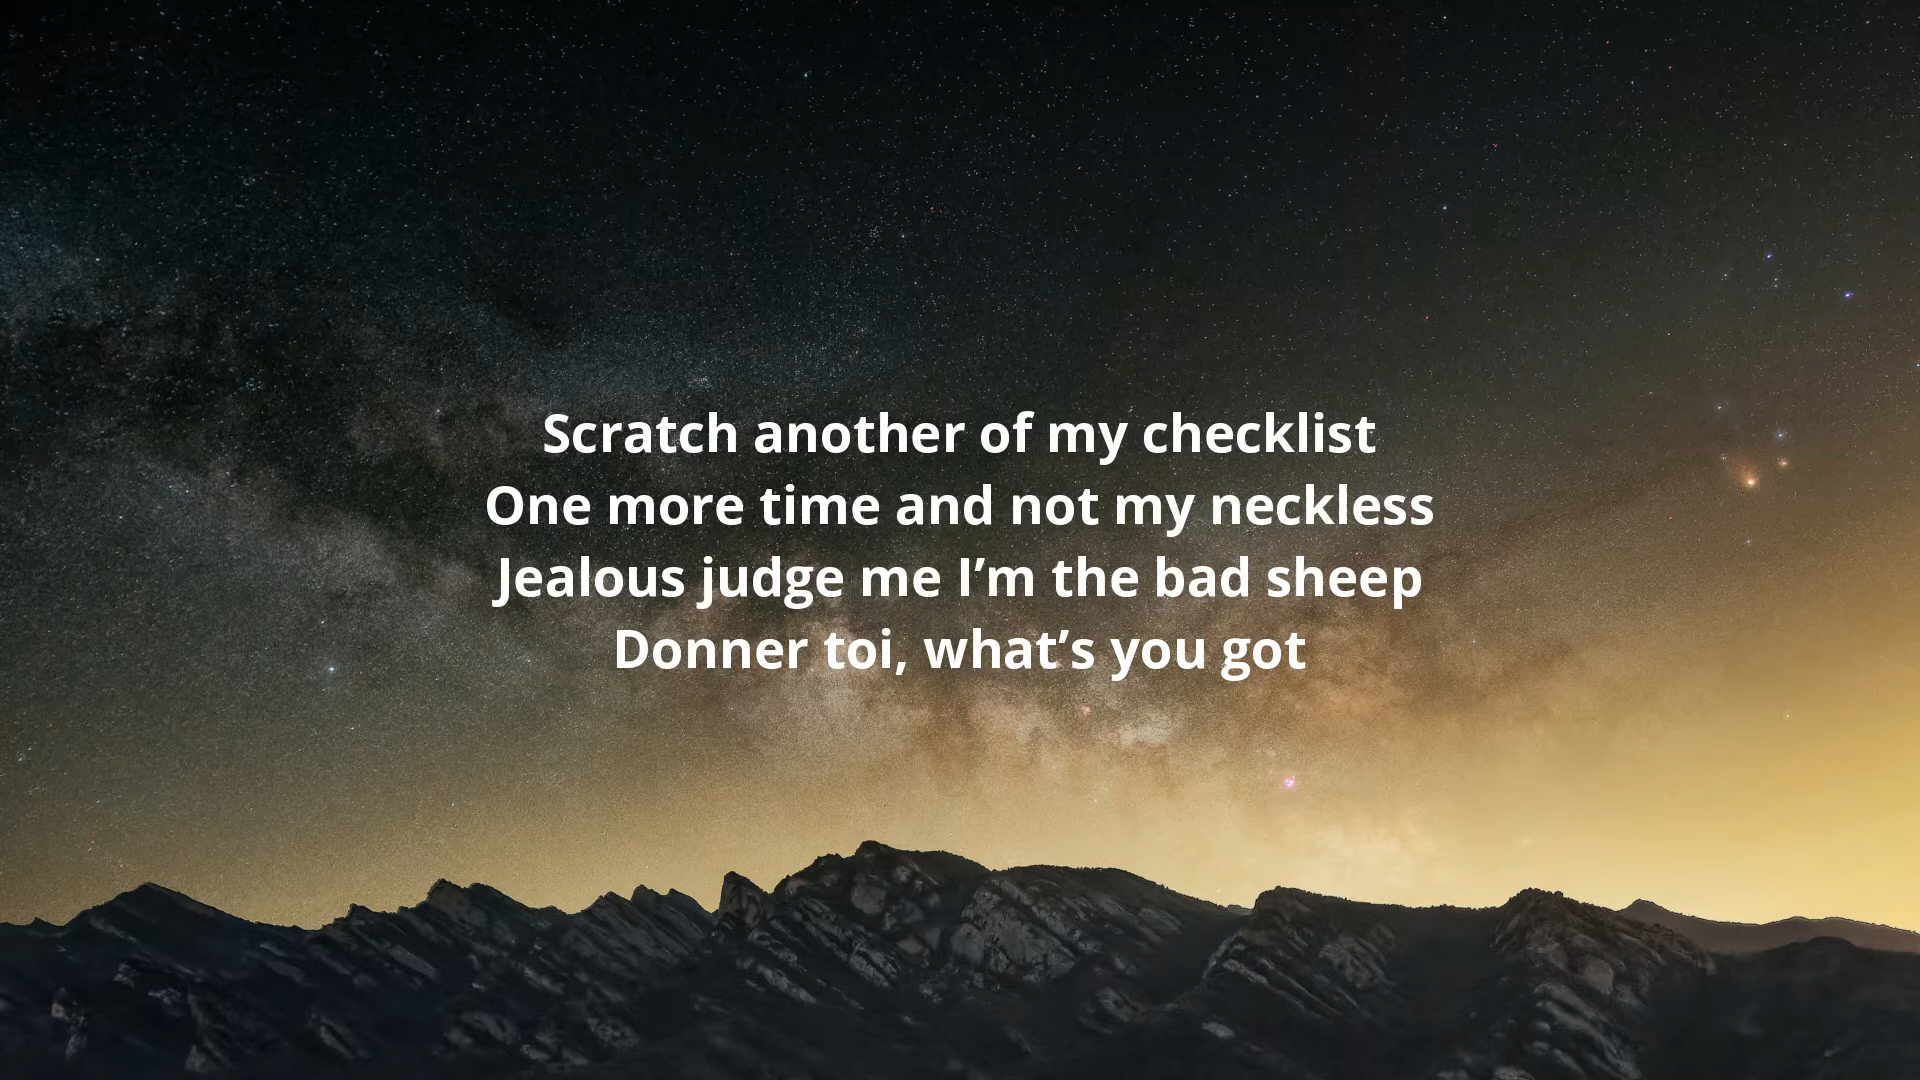 Scratch another of my checklist
One more time and not my neckless
Jealous judge me I’m the bad sheep
Donner toi, what’s you got